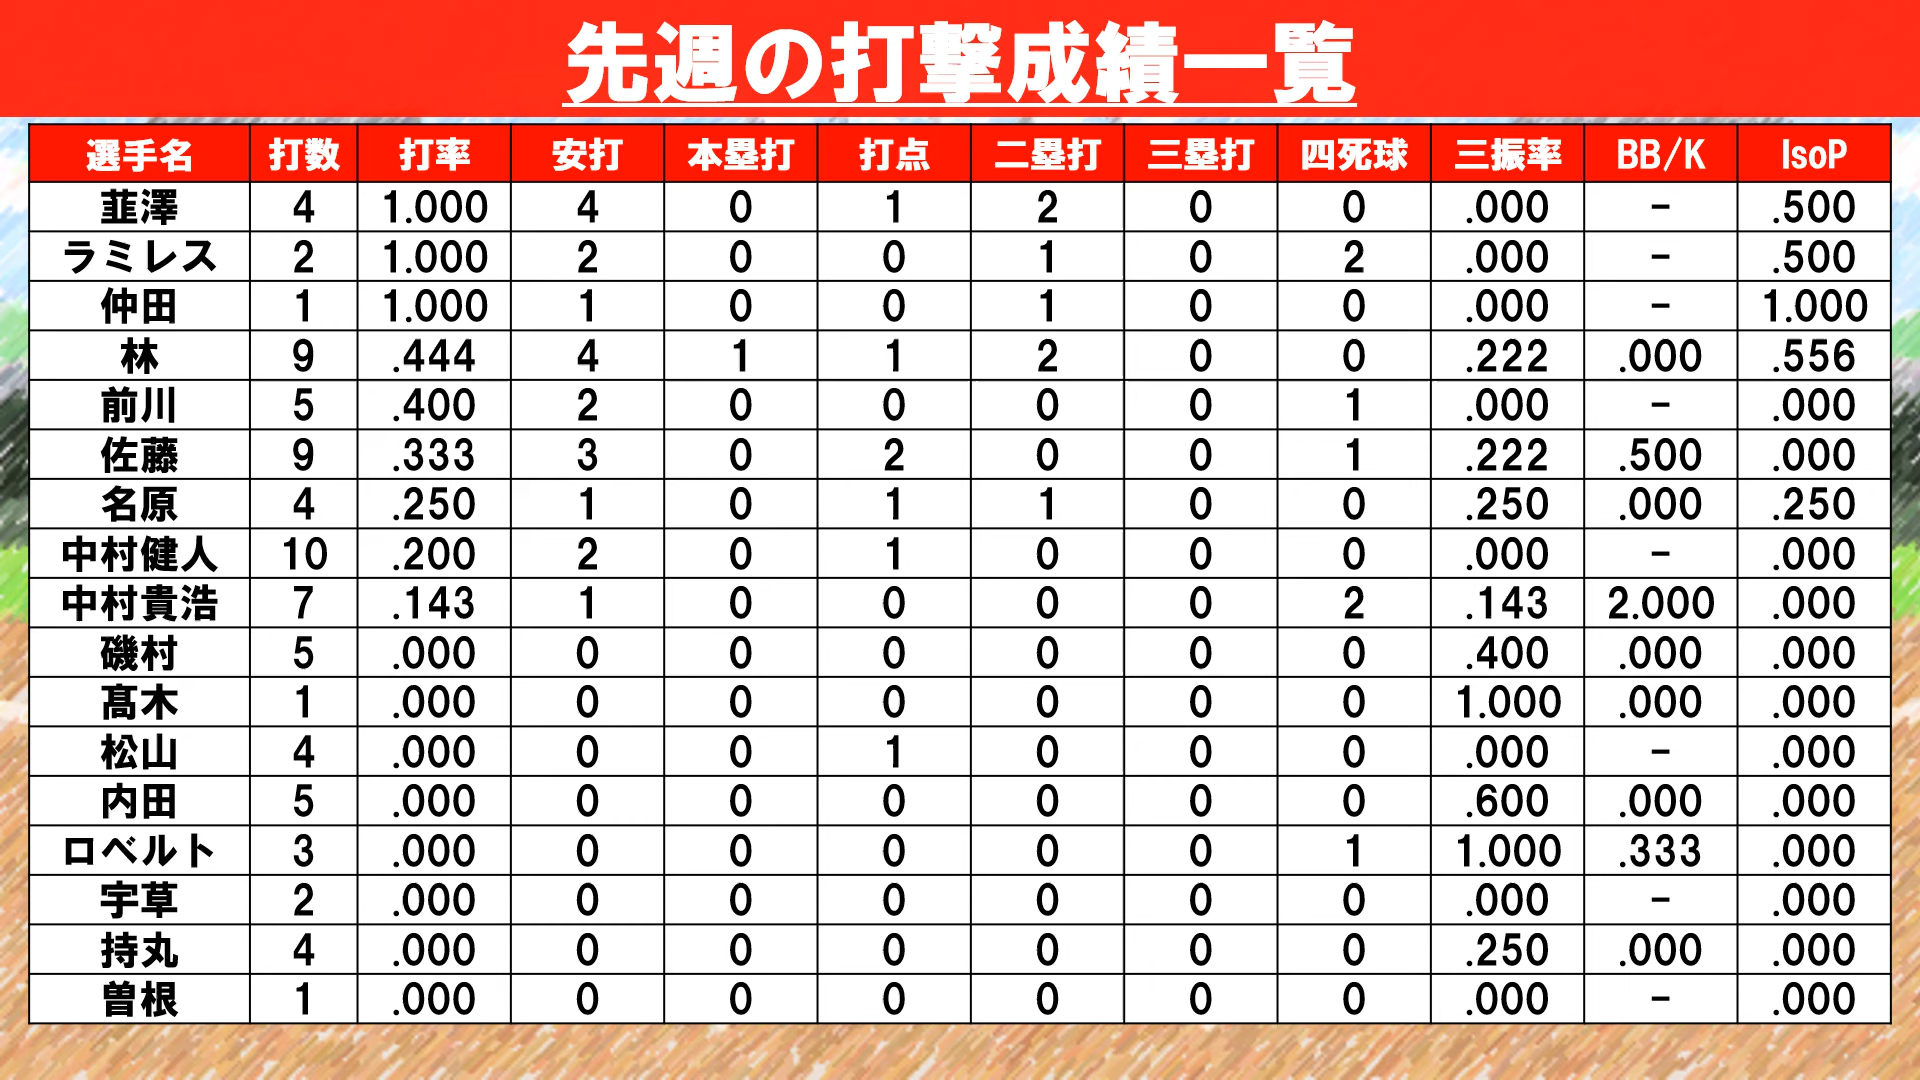 先週の打撃成績一覧
選手名 打数 打率 安打 本塁打 打点 二塁打 三塁打 四死球 三振率 BB/K IsoP
韮澤 4 1.000 4 0 1 2 0 0 .000 - .500
ラミレス 2 1.000 2 0 0 1 0 2 .000 - .500
仲田 1 1.000 1 0 0 1 0 0 .000 - 1.000
林 9 .444 4 1 1 2 0 0 .222 .000 .556
前川 5 .400 2 0 0 0 0 1 .000 - .000
佐藤 9 .333 3 0 2 0 0 1 .222 .500 .000
名原 4 .250 1 0 1 1 0 0 .250 .000 .250
中村健人 10 .200 2 0 1 0 0 0 .000 - .000
中村貴浩 7 .143 1 0 0 0 0 2 .143 2.000 .000
磯村 5 .000 0 0 0 0 0 0 .400 .000 .000
髙木 1 .000 0 0 0 0 0 0 1.000 .000 .000
松山 4 .000 0 0 1 0 0 0 .000 - .000
内田 5 .000 0 0 0 0 0 0 .600 .000 .000
ロベルト 3 .000 0 0 0 0 0 1 1.000 .333 .000
宇草 2 .000 0 0 0 0 0 0 .000 - .000
持丸 4 .000 0 0 0 0 0 0 .250 .000 .000
曽根 1 .000 0 0 0 0 0 0 .000 - .000